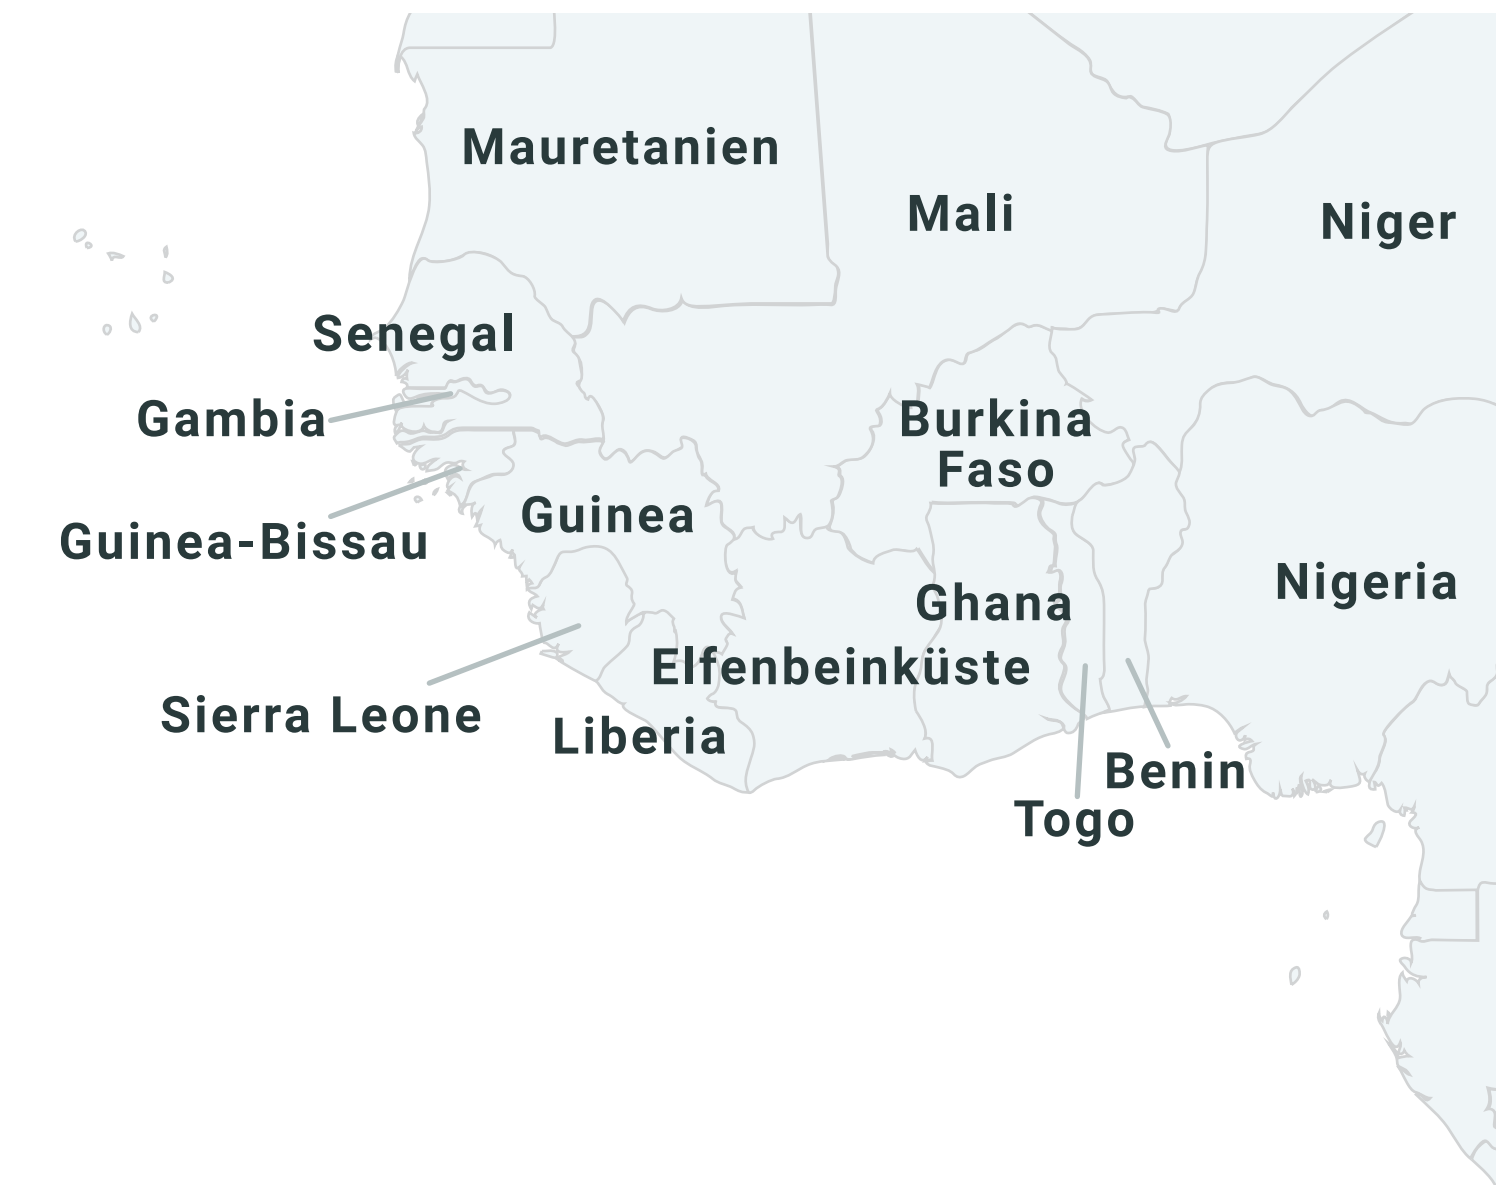 Mauretanien
Mali
Niger
Senegal
Gambia
Burkina
Faso
Guinea
Guinea-Bissau
Nigeria
Ghana
Elfenbeinküste
Sierra Leone
Liberia
Benin
Togo